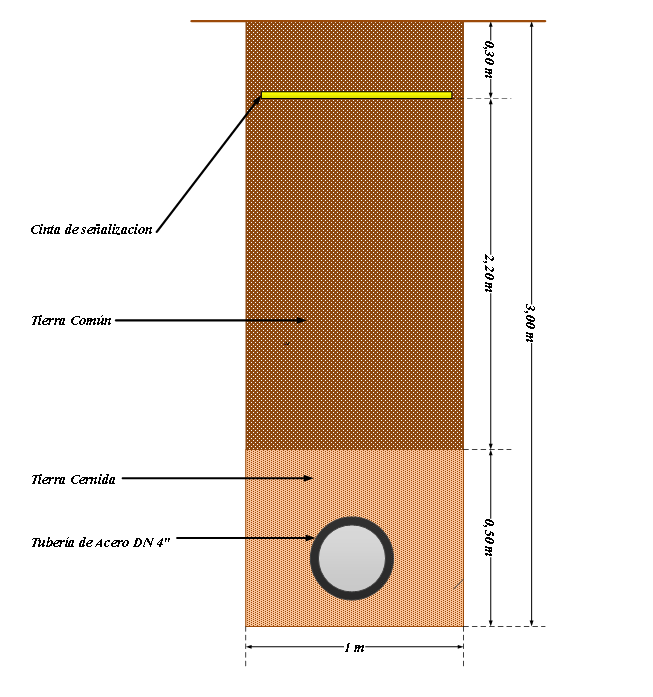 0,30 m
Cinta de señalizacion
2,20 m
3,00 m
Tierra Común
Tierra Cernida
0,50 m
Tubería de Acero DN 4"
1 m